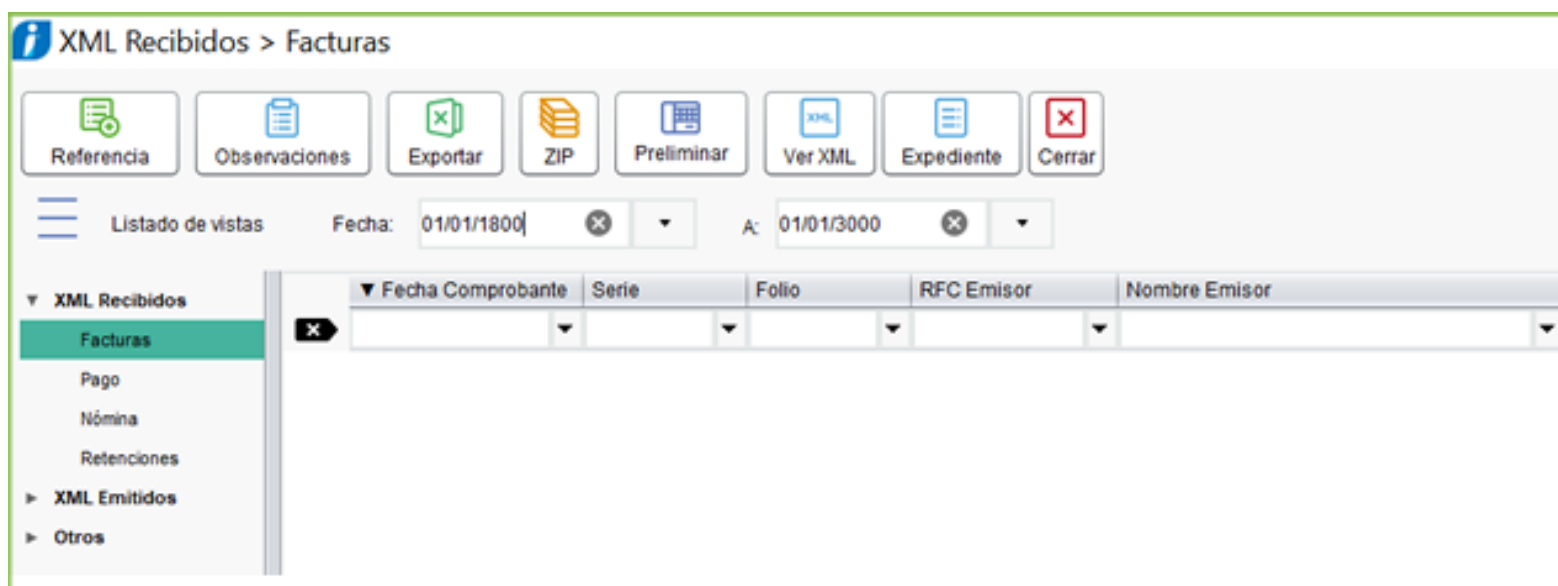 XML Recibidos > Facturas
Referencia Observaciones Exportar ZIP Preliminar XML Ver XML Expediente Cerrar
Listado de vistas Fecha: 01/01/1800 A: 01/01/3000
▼ XML Recibidos ▼ Fecha Comprobante Serie Folio RFC Emisor Nombre Emisor
Facturas
Pago
Nómina
Retenciones
XML Emitidos
Otros